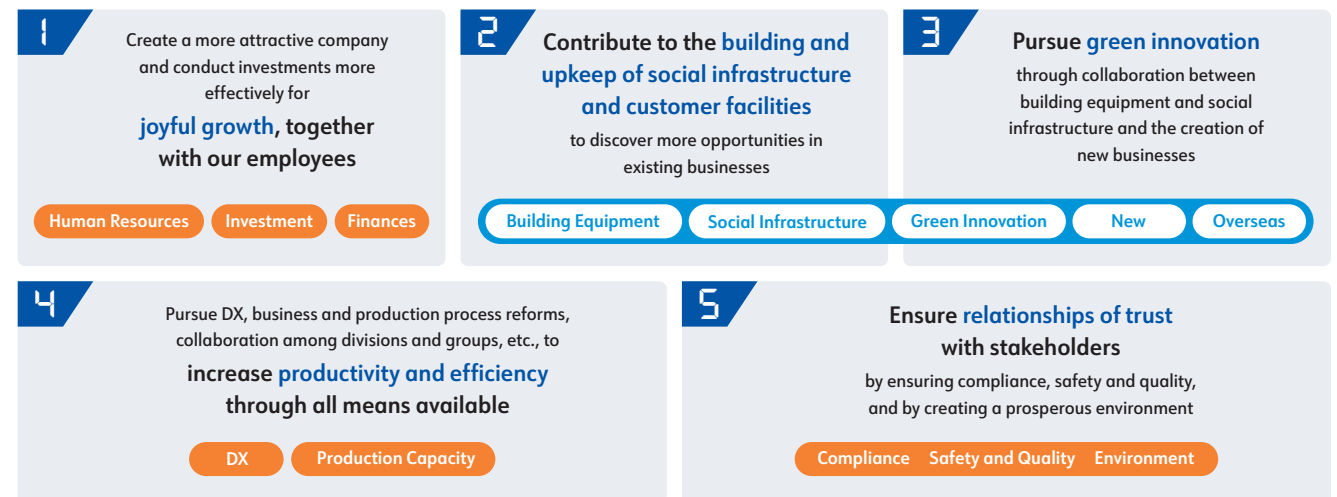 1
Create a more attractive company
and conduct investments more
effectively for
joyful growth, together
with our employees
Human Resources
Investment
Finances
2
Contribute to the building and
upkeep of social infrastructure
and customer facilities
to discover more opportunities in
existing businesses
3
Pursue green innovation
through collaboration between
building equipment and social
infrastructure and the creation of
new businesses
Building Equipment
Social Infrastructure
Green Innovation
New
Overseas
4
Pursue DX, business and production process reforms,
collaboration among divisions and groups, etc., to
increase productivity and efficiency
through all means available
DX
Production Capacity
5
Ensure relationships of trust
with stakeholders
by ensuring compliance, safety and quality,
and by creating a prosperous environment
Compliance Safety and Quality Environment